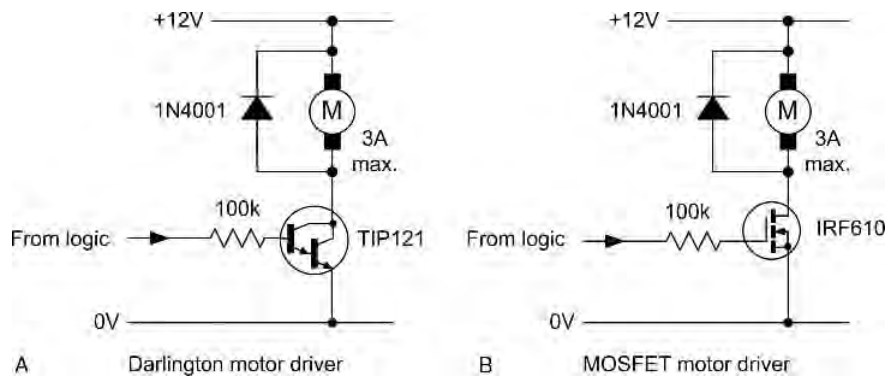 +12V
1N4001
M
3A
max.
100k
From logic
TIP121
0V
A Darlington motor driver
+12V
1N4001
M
3A
max.
100k
From logic
IRF610
0V
B MOSFET motor driver